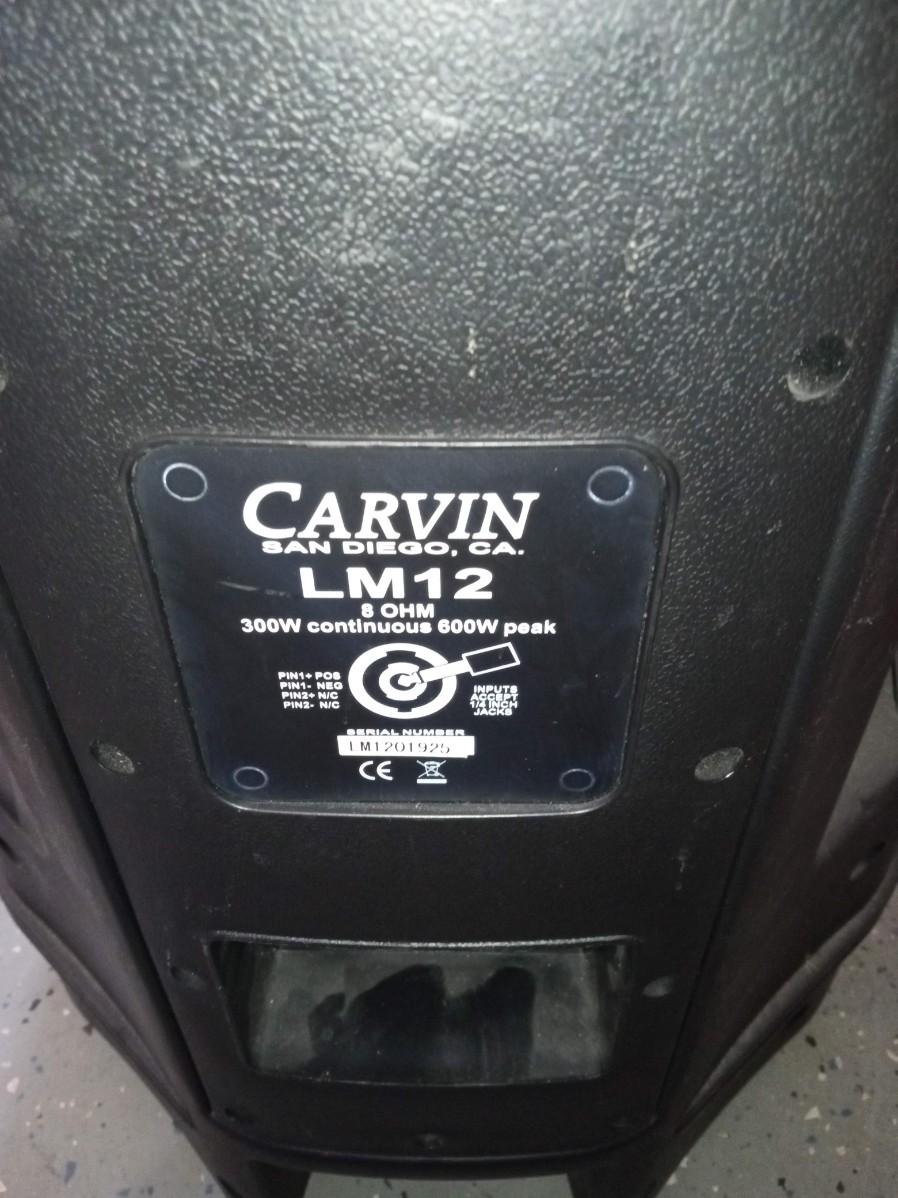 CARVIN
SAN DIEGO, CA.
LM12
8 OHM
300W continuous 600W peak
PIN1+ POS
PIN1- NEG
PIN2+ N/C
PIN2- N/C
INPUTS
ACCEPT
1/4 INCH
JACKS
SERIAL NUMBER
LM1201925
CE